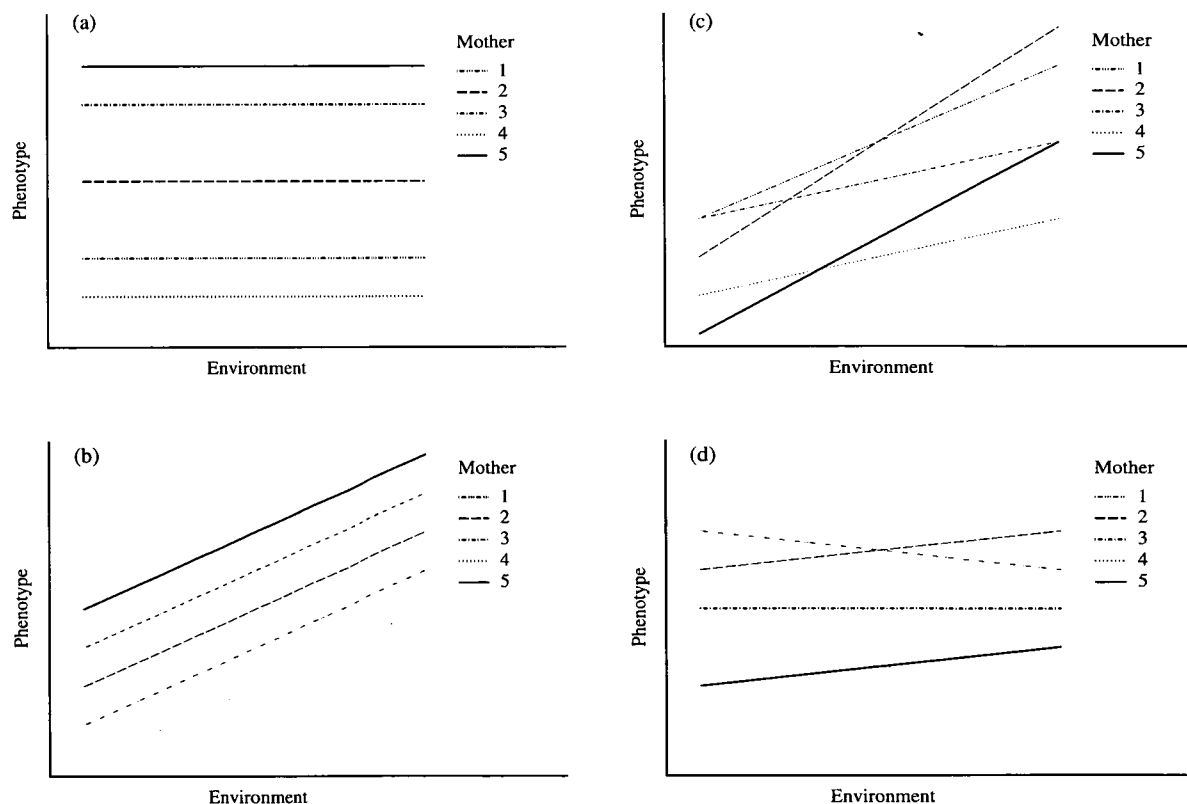 (a)
Mother
1
2
3
4
5
Phenotype
Environment
(c)
Mother
1
2
3
4
5
Phenotype
Environment
(b)
Mother
1
2
3
4
5
Phenotype
Environment
(d)
Mother
1
2
3
4
5
Phenotype
Environment